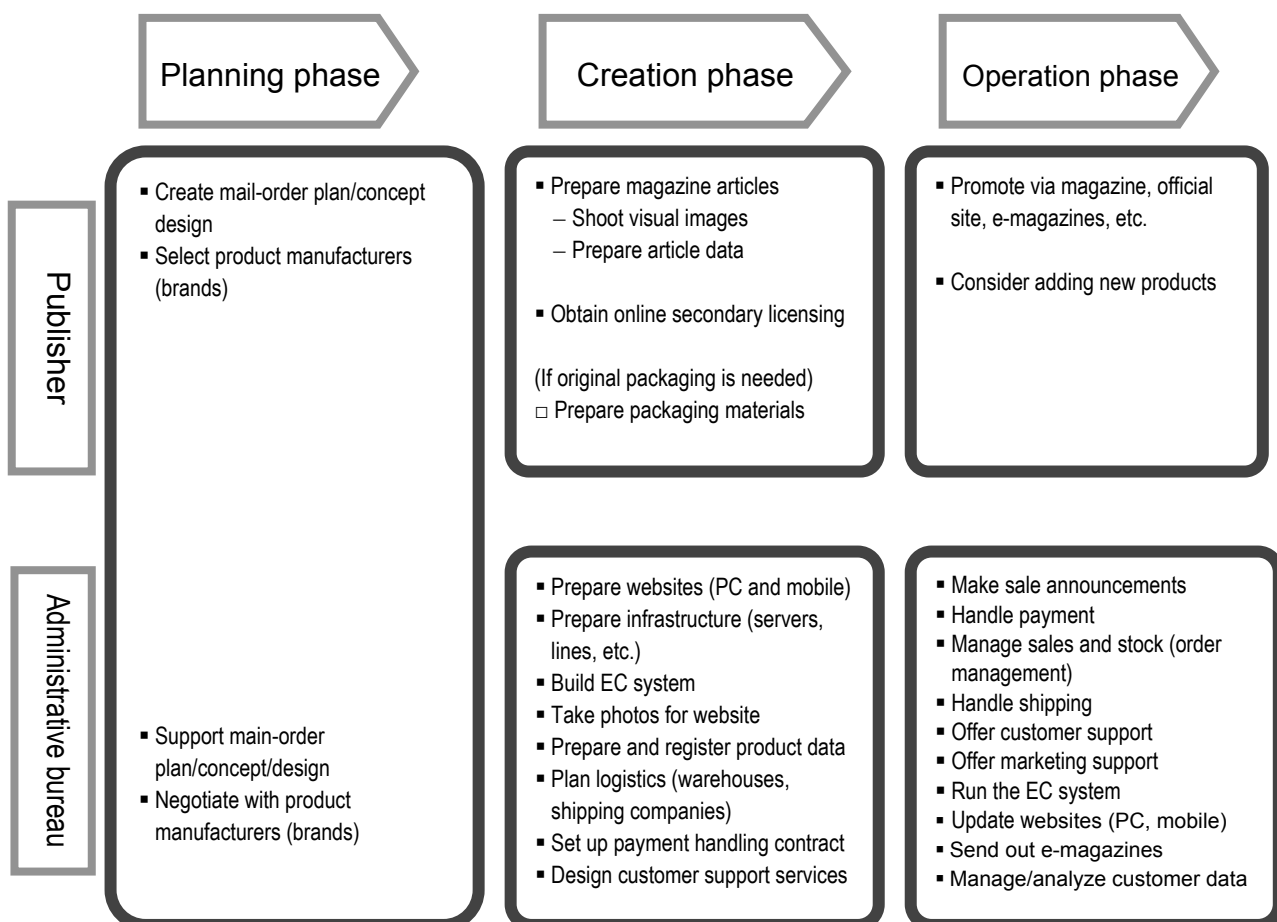 Planning phase
Creation phase
Operation phase
Publisher
▪ Create mail-order plan/concept
design
▪ Select product manufacturers
(brands)
▪ Prepare magazine articles
– Shoot visual images
– Prepare article data
▪ Obtain online secondary licensing
(If original packaging is needed)
□ Prepare packaging materials
▪ Promote via magazine, official
site, e-magazines, etc.
▪ Consider adding new products
Administrative bureau
▪ Support main-order
plan/concept/design
▪ Negotiate with product
manufacturers (brands)
▪ Prepare websites (PC and mobile)
▪ Prepare infrastructure (servers,
lines, etc.)
▪ Build EC system
▪ Take photos for website
▪ Prepare and register product data
▪ Plan logistics (warehouses,
shipping companies)
▪ Set up payment handling contract
▪ Design customer support services
▪ Make sale announcements
▪ Handle payment
▪ Manage sales and stock (order
management)
▪ Handle shipping
▪ Offer customer support
▪ Offer marketing support
▪ Run the EC system
▪ Update websites (PC, mobile)
▪ Send out e-magazines
▪ Manage/analyze customer data